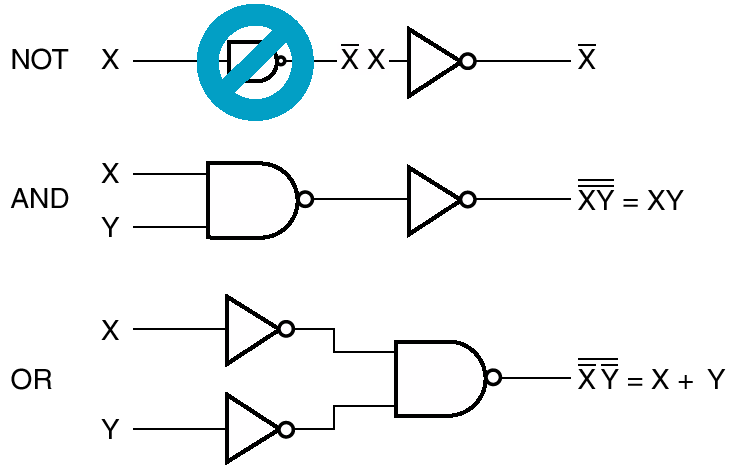 NOT X X̅ X X̅
AND X
Y
X̿Y̿ = XY
OR X
Y
X̿ Y̿ = X + Y